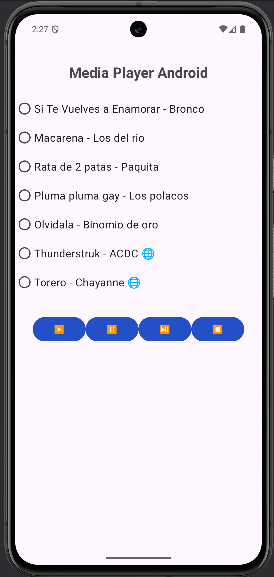 2:27
Media Player Android
Si Te Vuelves a Enamorar - Bronco
Macarena - Los del río
Rata de 2 patas - Paquita
Pluma pluma gay - Los polacos
Olvidala - Binomio de oro
Thunderstruk - ACDC 🌐
Torero - Chayanne 🌐
▶️ ⏸️ ⏯️ ⏹️